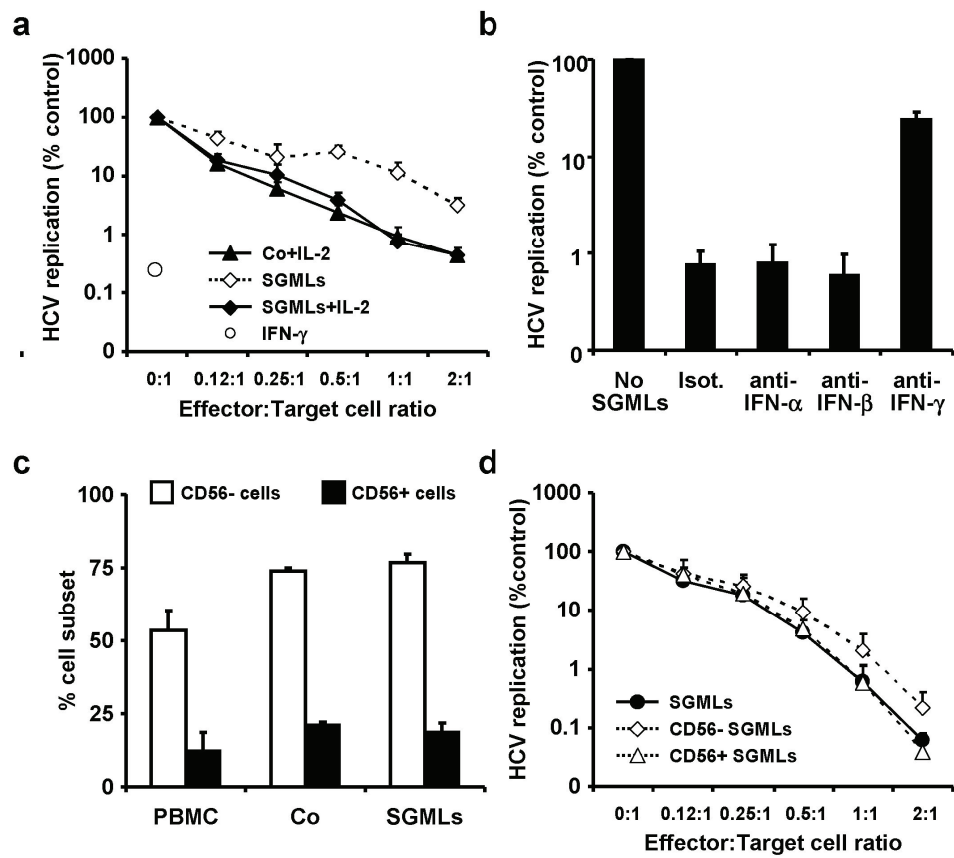 a
HCV replication (% control)
1000
100
10
1
0.1
0
Co+IL-2
SGMLs
SGMLs+IL-2
IFN-γ
0:1 0.12:1 0.25:1 0.5:1 1:1 2:1
Effector:Target cell ratio
b
HCV replication (% control)
100
10
1
0
No SGMLs
Isot.
anti-IFN-α
anti-IFN-β
anti-IFN-γ
c
% cell subset
100
75
50
25
0
CD56- cells
CD56+ cells
PBMC Co SGMLs
d
HCV replication (%control)
1000
100
10
1
0.1
0
SGMLs
CD56- SGMLs
CD56+ SGMLs
0:1 0.12:1 0.25:1 0.5:1 1:1 2:1
Effector:Target cell ratio